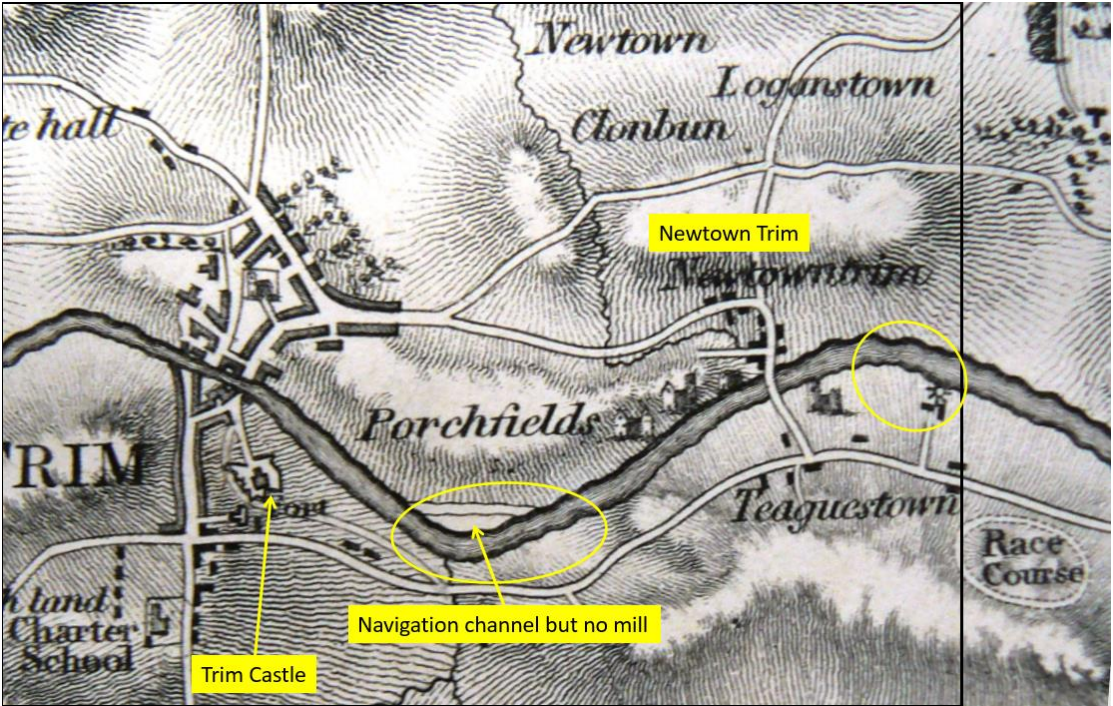 Newtown
Loganstown
te hall
Clonbun
Newtown Trim
Newtowntrim
Porchfields
TRIM
Fort
Teaguestown
Race
Course
h land
Charter
School
Navigation channel but no mill
Trim Castle